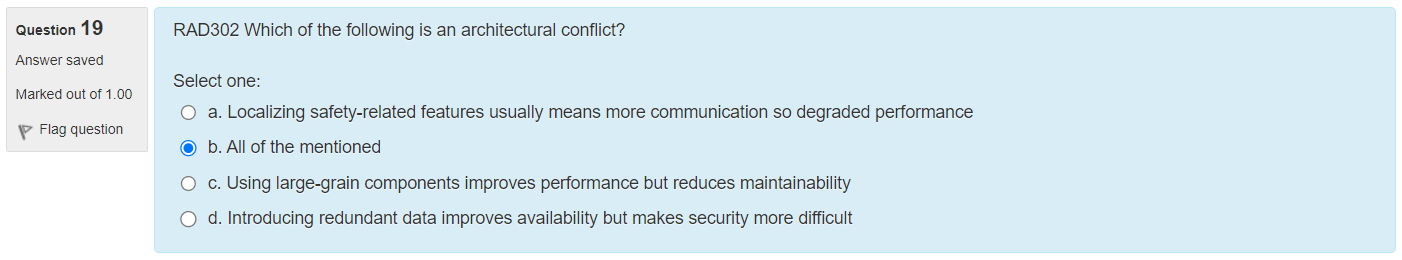 Question 19
Answer saved
Marked out of 1.00
Flag question
RAD302 Which of the following is an architectural conflict?
Select one:
a. Localizing safety-related features usually means more communication so degraded performance
b. All of the mentioned
c. Using large-grain components improves performance but reduces maintainability
d. Introducing redundant data improves availability but makes security more difficult